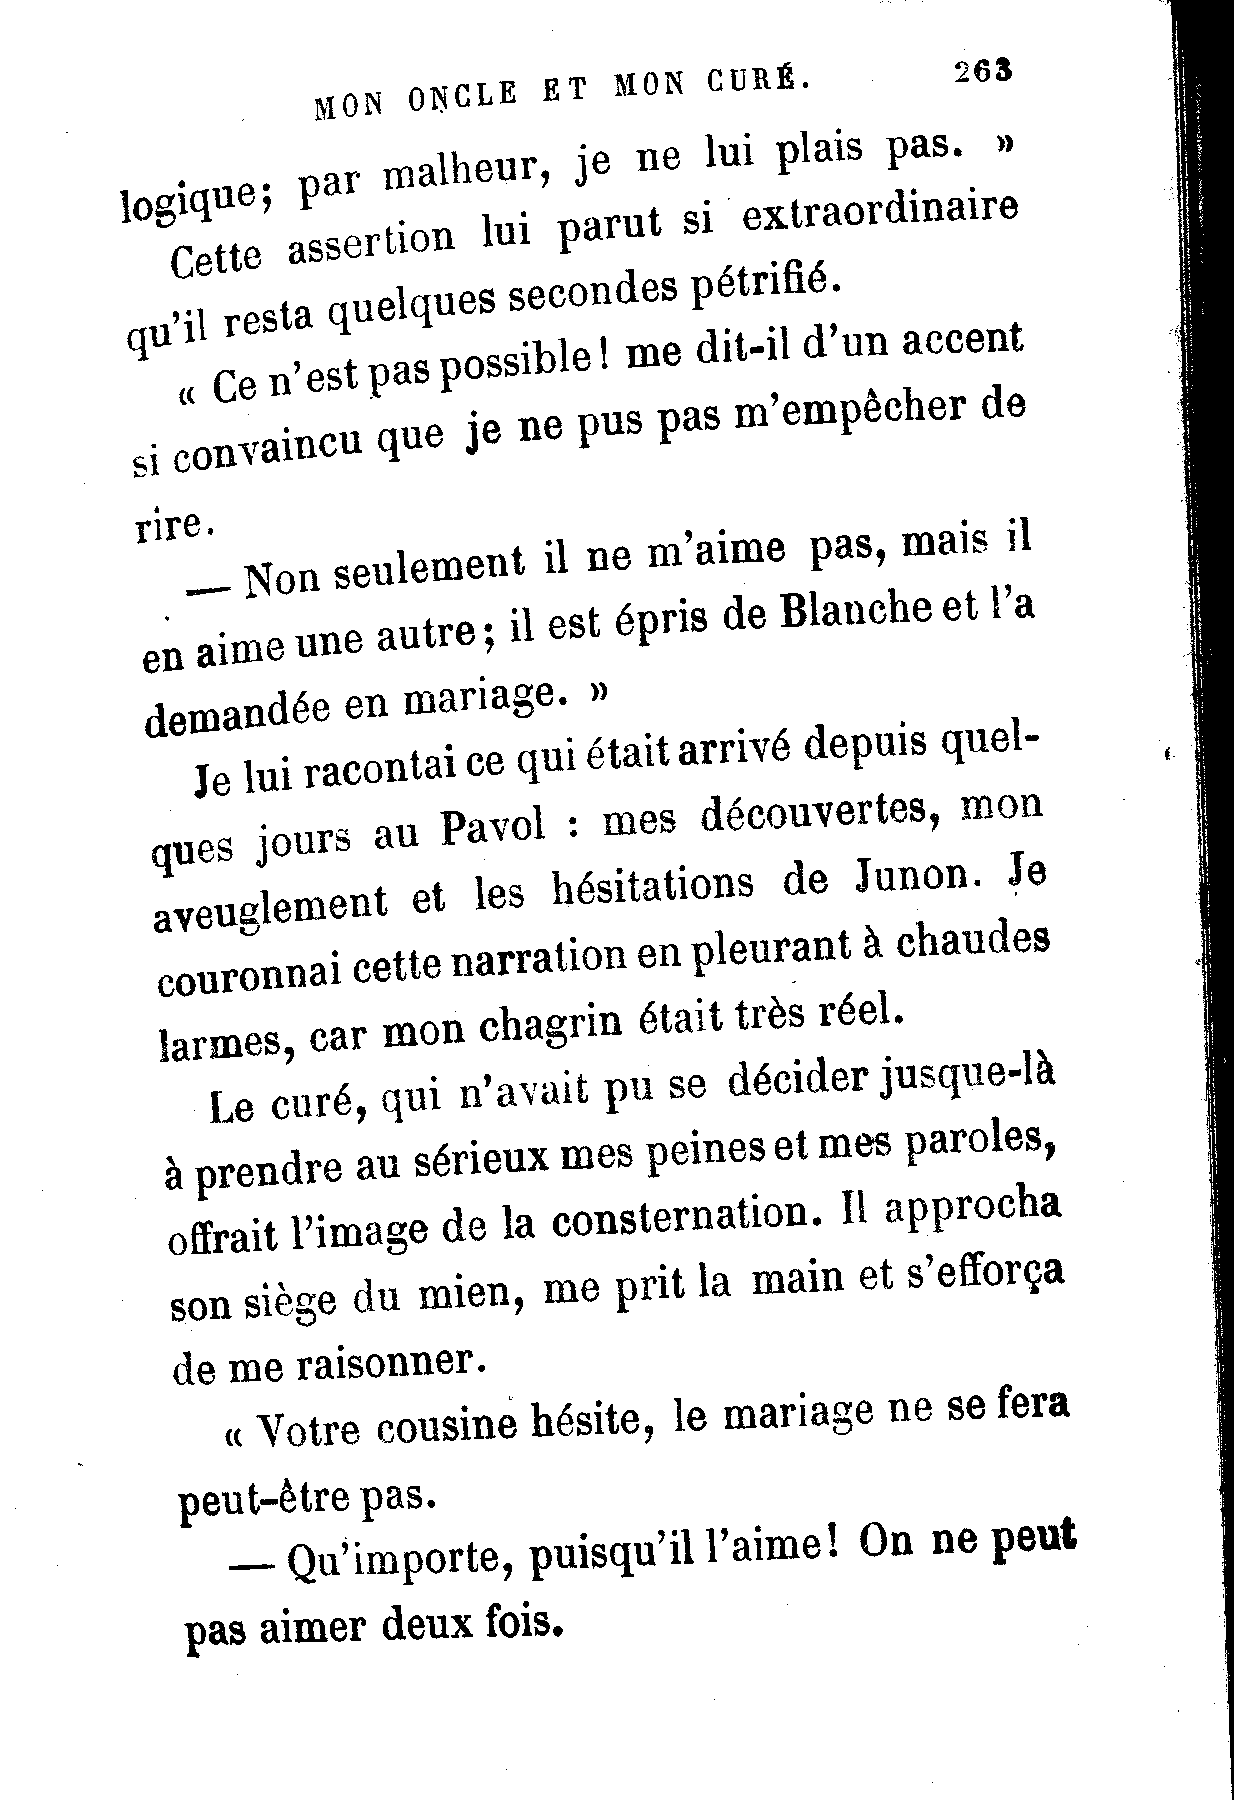 MON ONCLE ET MON CURÉ. 263
logique; par malheur, je ne lui plais pas. »
Cette assertion lui parut si extraordinaire
qu'il resta quelques secondes pétrifié.
« Ce n'est pas possible! me dit-il d'un accent
si convaincu que je ne pus pas m'empêcher de
rire.
— Non seulement il ne m'aime pas, mais il
en aime une autre; il est épris de Blanche et l'a
demandée en mariage. »
Je lui racontai ce qui était arrivé depuis quel-
ques jours au Pavol : mes découvertes, mon
aveuglement et les hésitations de Junon. Je
couronnai cette narration en pleurant à chaudes
larmes, car mon chagrin était très réel.
Le curé, qui n'avait pu se décider jusque-là
à prendre au sérieux mes peines et mes paroles,
offrait l'image de la consternation. Il approcha
son siège du mien, me prit la main et s'efforça
de me raisonner.
« Votre cousine hésite, le mariage ne se fera
peut-être pas.
— Qu'importe, puisqu'il l'aime! On ne peut
pas aimer deux fois.